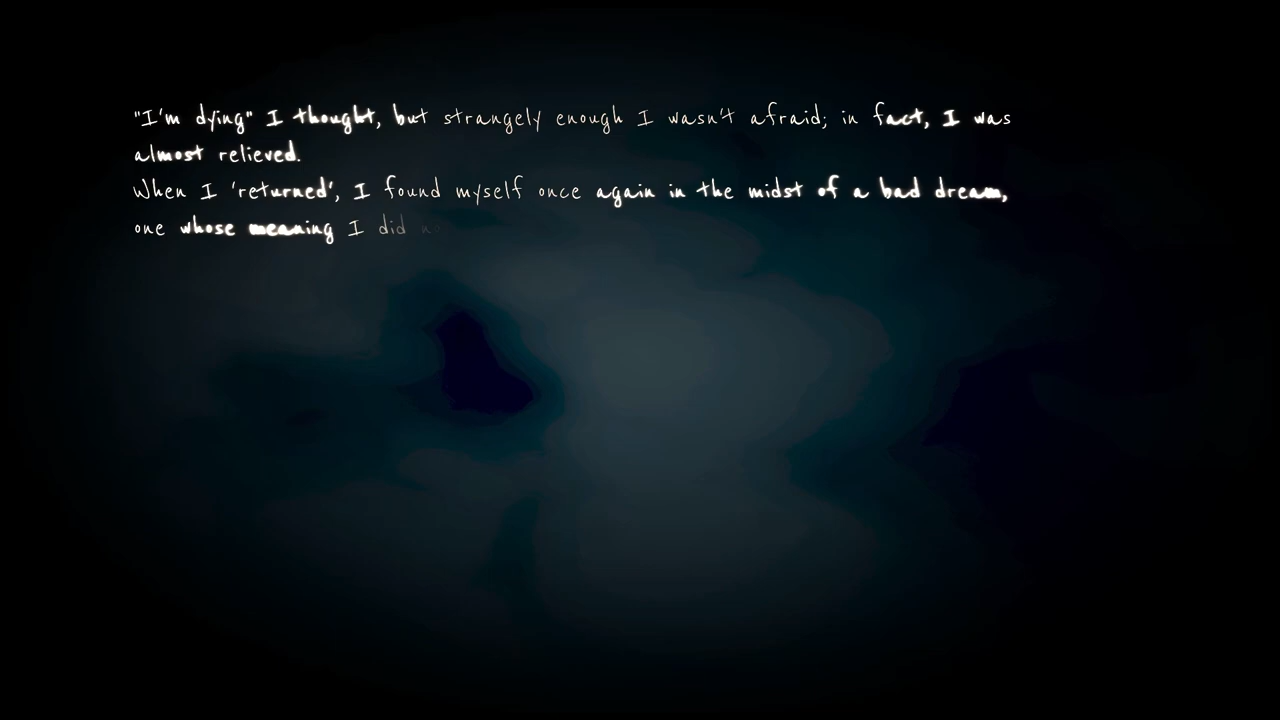 "I'm dying" I thought, but strangely enough I wasn't afraid; in fact, I was
almost relieved.
When I 'returned', I found myself once again in the midst of a bad dream,
one whose meaning I did